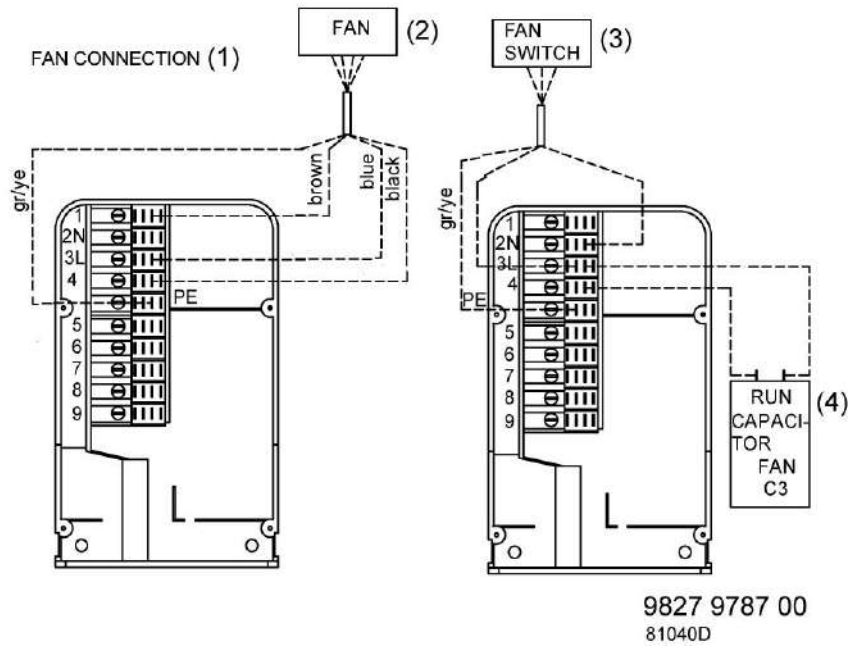 FAN CONNECTION (1)
FAN
(2)
gr/ye
brown
blue
black
1
2N
3L
4
PE
5
6
7
8
9
L
FAN
SWITCH
(3)
gr/ye
1
2N
3L
4
PE
5
6
7
8
9
L
RUN
CAPACI-
TOR
FAN
C3
(4)
9827 9787 00
81040D